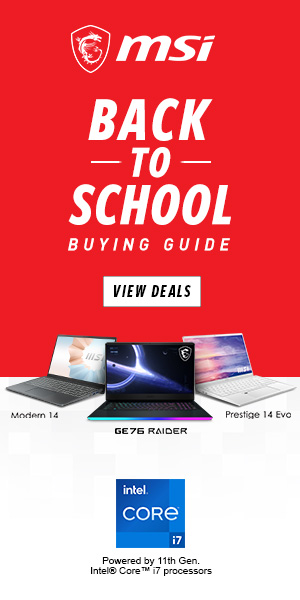 msi
BACK
TO
SCHOOL
BUYING GUIDE
VIEW DEALS
msi
Modern 14
Prestige 14 Evo
GE76 RAIDER
intel.
CORE
i7
Powered by 11th Gen.
Intel® Core™ i7 processors